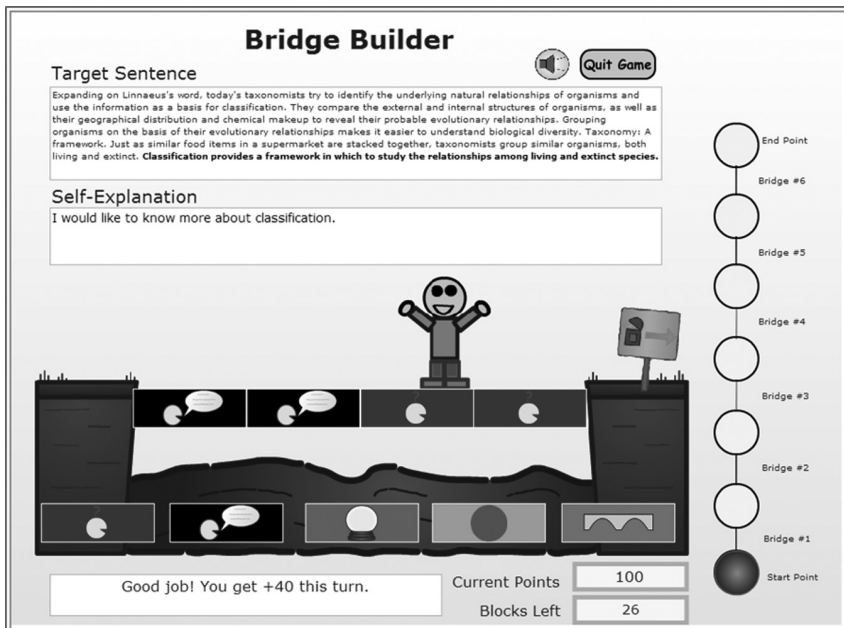 Bridge Builder
Quit Game
Target Sentence
Expanding on Linnaeus's word, today's taxonomists try to identify the underlying natural relationships of organisms and
use the information as a basis for classification. They compare the external and internal structures of organisms, as well as
their geographical distribution and chemical makeup to reveal their probable evolutionary relationships. Grouping
organisms on the basis of their evolutionary relationships makes it easier to understand biological diversity. Taxonomy: A
framework. Just as similar food items in a supermarket are stacked together, taxonomists group similar organisms, both
living and extinct. Classification provides a framework in which to study the relationships among living and extinct species.
Self-Explanation
I would like to know more about classification.
End Point
Bridge #6
Bridge #5
Bridge #4
Bridge #3
Bridge #2
Bridge #1
Start Point
?
?
?
Good job! You get +40 this turn.
Current Points
100
Blocks Left
26